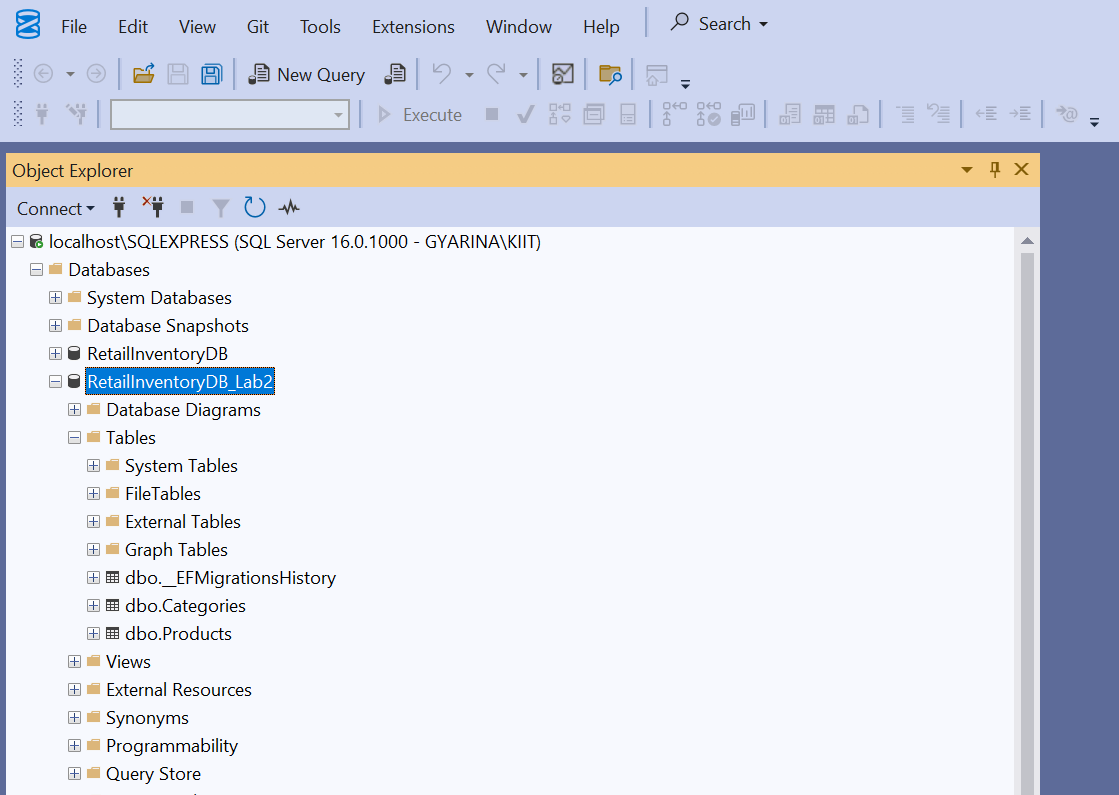 File Edit View Git Tools Extensions Window Help Search
New Query
Execute
Object Explorer
Connect
localhost\SQLEXPRESS (SQL Server 16.0.1000 - GYARINA\KIIT)
Databases
System Databases
Database Snapshots
RetailInventoryDB
RetailInventoryDB_Lab2
Database Diagrams
Tables
System Tables
FileTables
External Tables
Graph Tables
dbo.__EFMigrationsHistory
dbo.Categories
dbo.Products
Views
External Resources
Synonyms
Programmability
Query Store